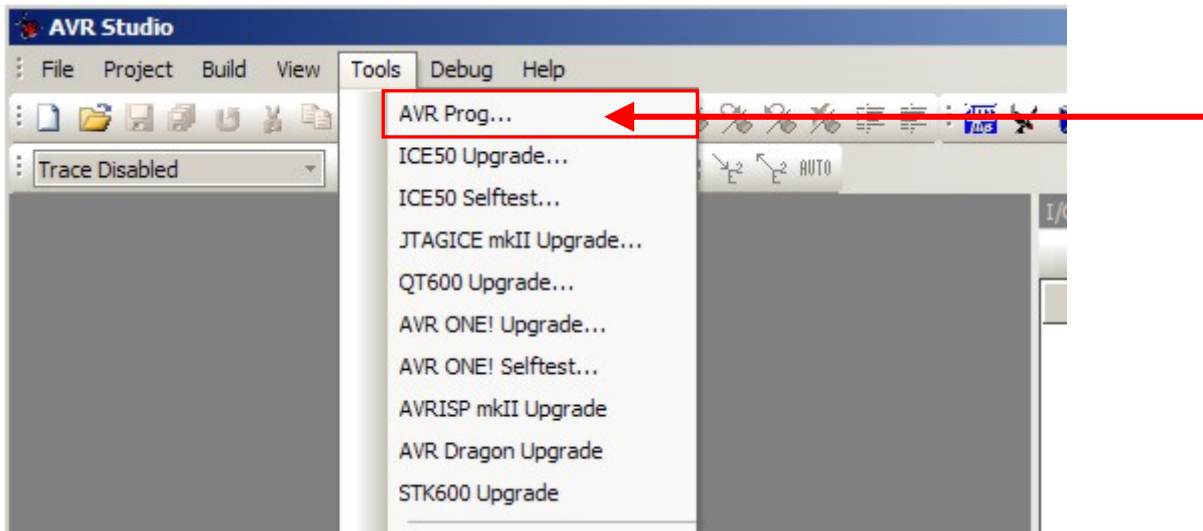 AVR Studio
File Project Build View Tools Debug Help
AVR Prog...
Trace Disabled
AUTO
ICE50 Upgrade...
ICE50 Selftest...
JTAGICE mkII Upgrade...
QT600 Upgrade...
AVR ONE! Upgrade...
AVR ONE! Selftest...
AVRISP mkII Upgrade
AVR Dragon Upgrade
STK600 Upgrade